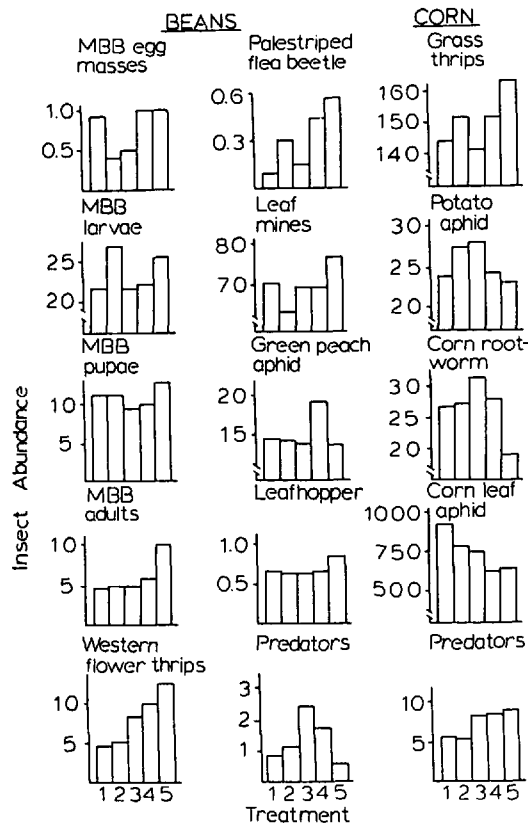 BEANS
CORN
MBB egg
masses
1.0
0.5
Palestriped
flea beetle
0.6
0.3
Grass
thrips
160
150
140
MBB
larvae
25
20
Leaf
mines
80
70
Potato
aphid
30
25
20
MBB
pupae
10
5
Green peach
aphid
20
15
Corn root-
worm
30
25
20
MBB
adults
10
5
Leafhopper
1.0
0.5
Corn leaf
aphid
1000
750
500
Western
flower thrips
10
5
1 2 3 4 5
Predators
3
2
1
1 2 3 4 5
Predators
10
5
1 2 3 4 5
Insect Abundance
Treatment